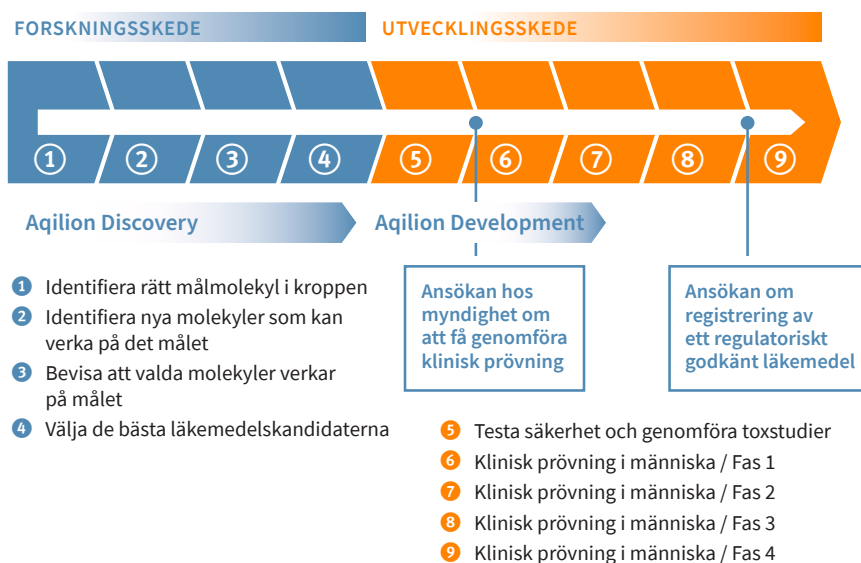 FORSKNINGSSKEDE
UTVECKLINGSSKEDE
1 2 3 4 5 6 7 8 9
Aqilion Discovery
Aqilion Development
1 Identifiera rätt målmolekyl i kroppen
2 Identifiera nya molekyler som kan
verka på det målet
3 Bevisa att valda molekyler verkar
på målet
4 Välja de bästa läkemedelskandidaterna
Ansökan hos
myndighet om
att få genomföra
klinisk prövning
Ansökan om
registrering av
ett regulatoriskt
godkänt läkemedel
5 Testa säkerhet och genomföra toxstudier
6 Klinisk prövning i människa / Fas 1
7 Klinisk prövning i människa / Fas 2
8 Klinisk prövning i människa / Fas 3
9 Klinisk prövning i människa / Fas 4